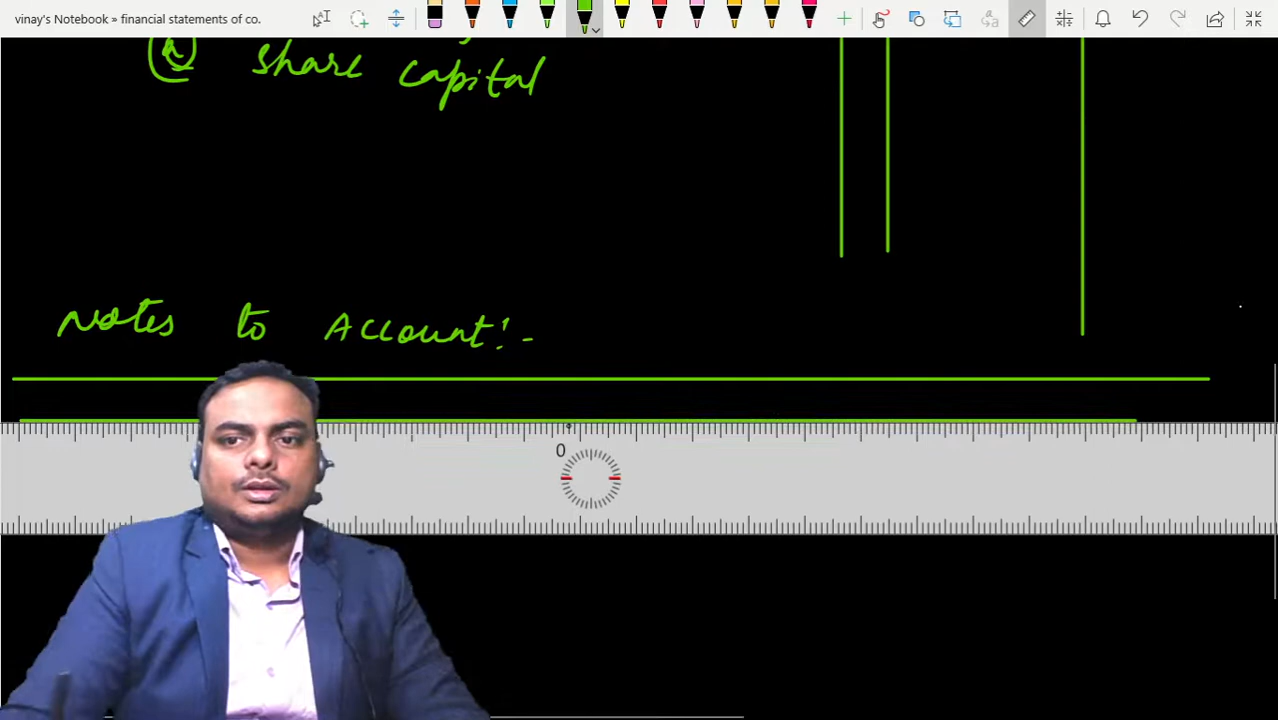 vinay's Notebook » financial statements of co.
(a) share capital
Notes to Account:-
0